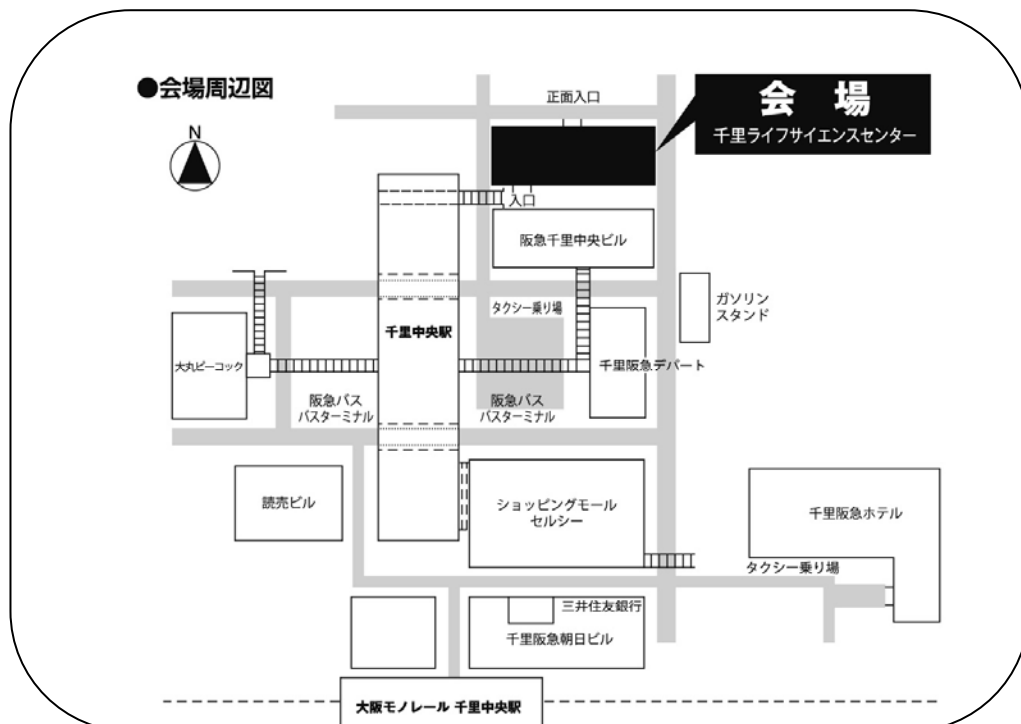 ●会場周辺図
N
正面入口
会場
千里ライフサイエンスセンター
入口
阪急千里中央ビル
ガソリン
スタンド
タクシー乗り場
千里中央駅
大丸ピーコック
千里阪急デパート
阪急バス
バスターミナル
阪急バス
バスターミナル
読売ビル
ショッピングモール
セルシー
千里阪急ホテル
タクシー乗り場
三井住友銀行
千里阪急朝日ビル
大阪モノレール 千里中央駅